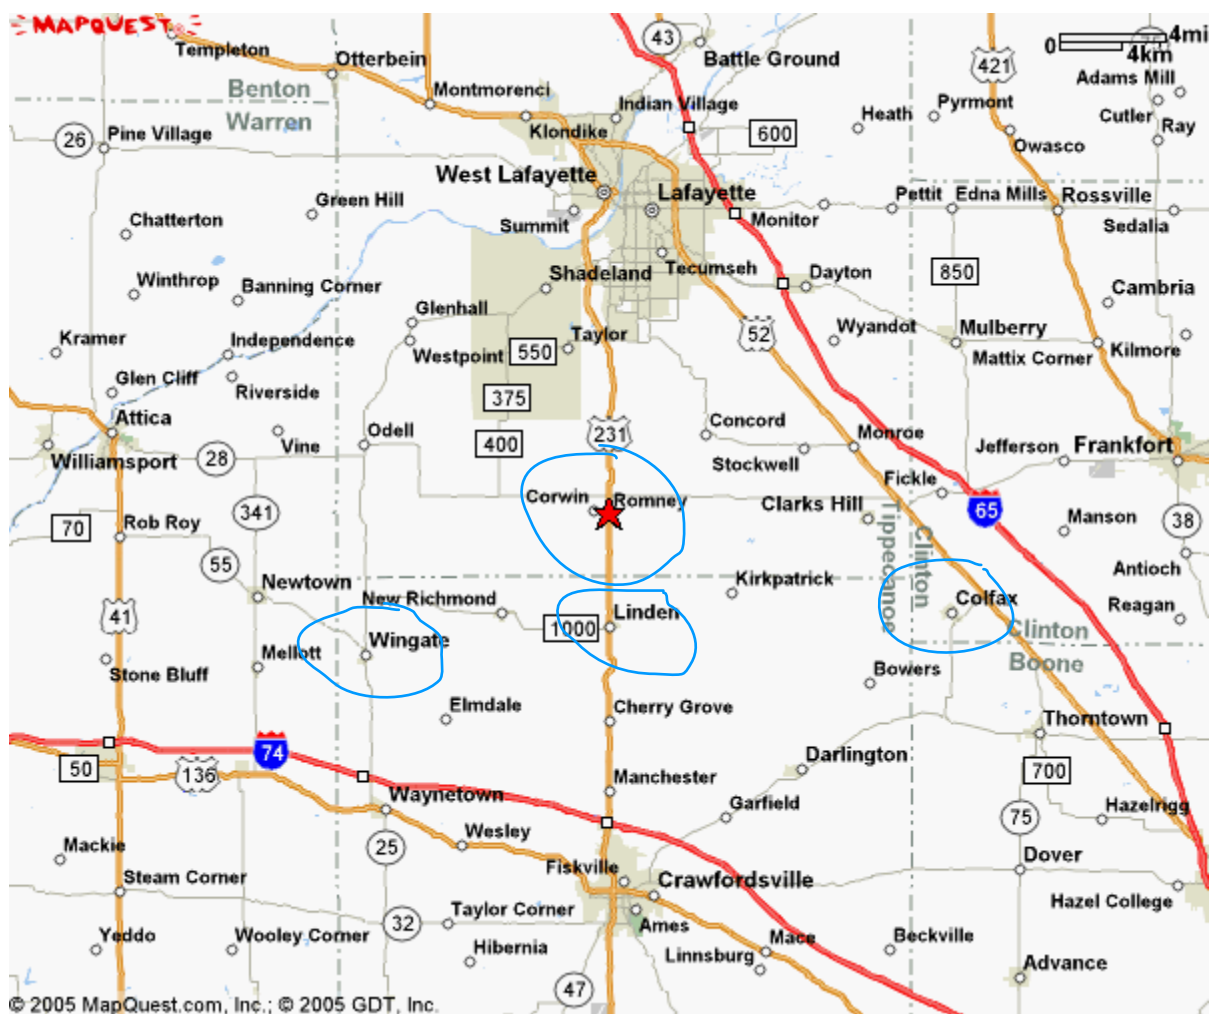 MAPQUEST
Templeton
Otterbein
43
Battle Ground
0 4mi
4km
421
Adams Mill
Benton
Montmorenci
Indian Village
Heath
Pyrmont
Cutler
Ray
Warren
26
Pine Village
Klondike
600
Owasco
West Lafayette
Lafayette
Pettit
Edna Mills
Rossville
Green Hill
Chatterton
Summit
Monitor
Sedalia
Winthrop
Banning Corner
Shadeland
Tecumseh
Dayton
850
Cambria
Glenhall
Kramer
Independence
Westpoint
550
Taylor
52
Wyandot
Mulberry
Mattix Corner
Kilmore
Glen Cliff
Riverside
375
Attica
Vine
Odell
400
231
Concord
Monroe
Jefferson
Frankfort
Williamsport
28
Stockwell
Fickle
Corwin
Romney
Clarks Hill
65
70
Rob Roy
341
Tippecanoe
Clinton
Manson
38
55
Antioch
Newtown
Kirkpatrick
Colfax
Reagan
41
New Richmond
1000
Linden
Clinton
Wingate
Boone
Mellott
Stone Bluff
Bowers
Elmdale
Cherry Grove
Thorntown
74
Darlington
50
136
Manchester
700
Waynetown
Garfield
Hazelrigg
75
Mackie
25
Wesley
Dover
Steam Corner
Fiskville
Crawfordsville
Hazel College
Taylor Corner
32
Ames
Yeddo
Wooley Corner
Hibernia
Linnsburg
Mace
Beckville
Advance
47
© 2005 MapQuest.com, Inc.; © 2005 GDT, Inc.